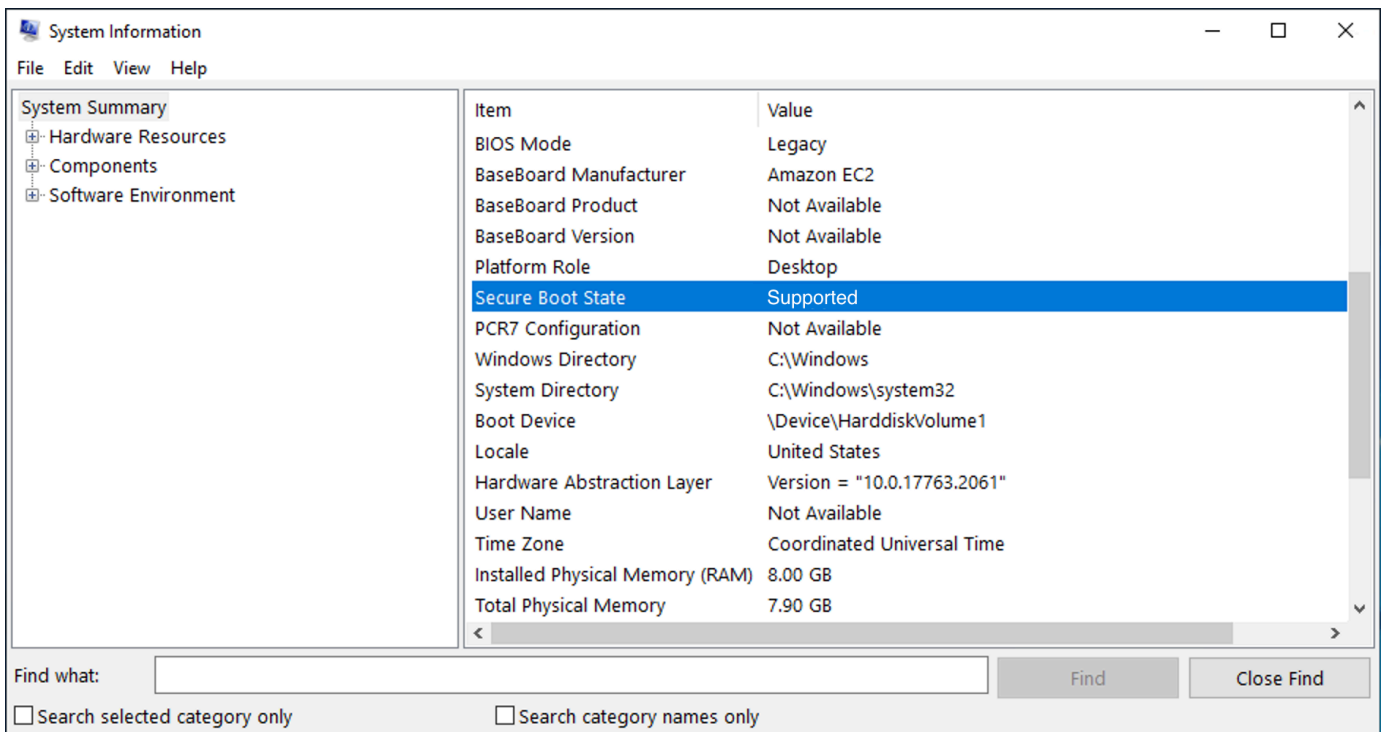 System Information
File Edit View Help
System Summary
Hardware Resources
Components
Software Environment
Item Value
BIOS Mode Legacy
BaseBoard Manufacturer Amazon EC2
BaseBoard Product Not Available
BaseBoard Version Not Available
Platform Role Desktop
Secure Boot State Supported
PCR7 Configuration Not Available
Windows Directory C:\Windows
System Directory C:\Windows\system32
Boot Device \Device\HarddiskVolume1
Locale United States
Hardware Abstraction Layer Version = "10.0.17763.2061"
User Name Not Available
Time Zone Coordinated Universal Time
Installed Physical Memory (RAM) 8.00 GB
Total Physical Memory 7.90 GB
Find what: Find Close Find
Search selected category only Search category names only